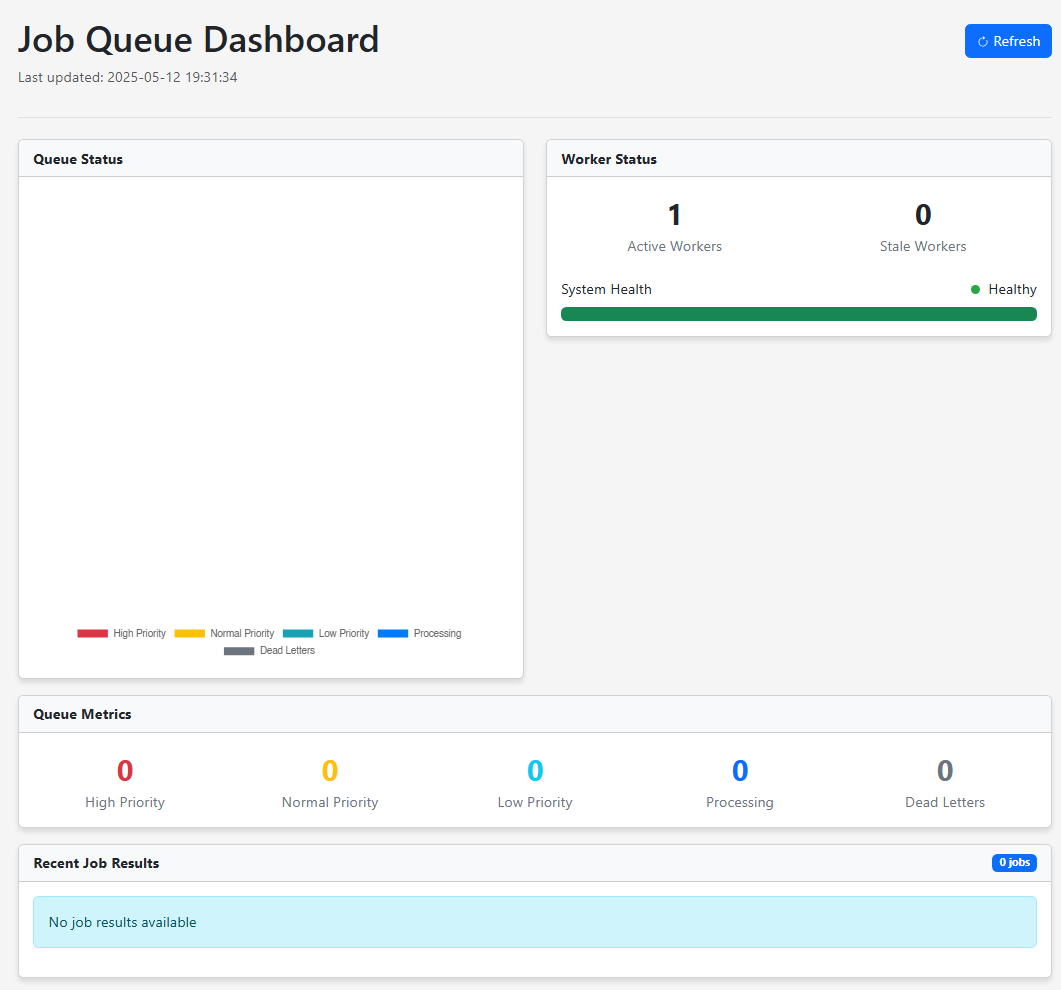 Job Queue Dashboard
Refresh
Last updated: 2025-05-12 19:31:34
Queue Status
High Priority Normal Priority Low Priority Processing
Dead Letters
Worker Status
1 0
Active Workers Stale Workers
System Health Healthy
Queue Metrics
0 0 0 0 0
High Priority Normal Priority Low Priority Processing Dead Letters
Recent Job Results 0 jobs
No job results available